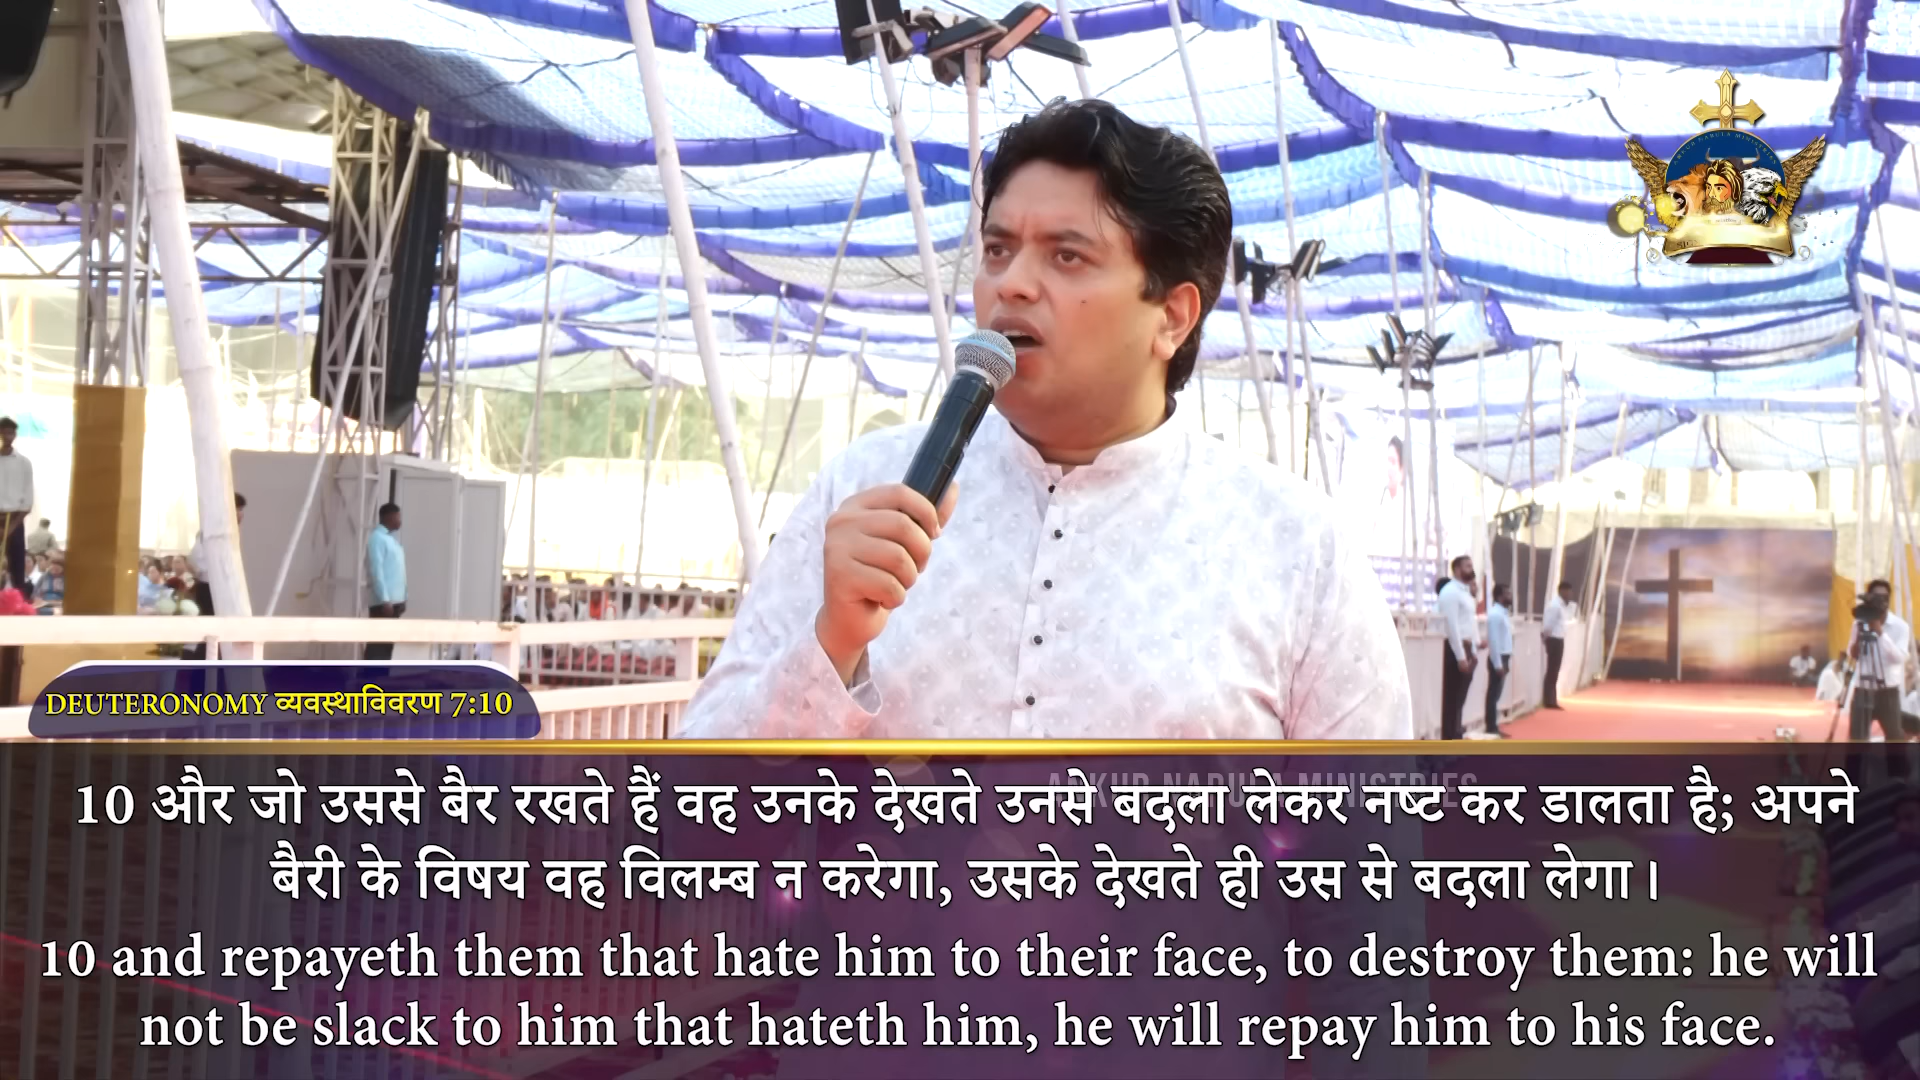 DEUTERONOMY व्यवस्थाविवरण 7:10
ANKUR NARULA MINISTRIES
10 और जो उससे बैर रखते हैं वह उनके देखते उनसे बदला लेकर नष्ट कर डालता है; अपने
बैरी के विषय वह विलम्ब न करेगा, उसके देखते ही उस से बदला लेगा।
10 and repayeth them that hate him to their face, to destroy them: he will
not be slack to him that hateth him, he will repay him to his face.